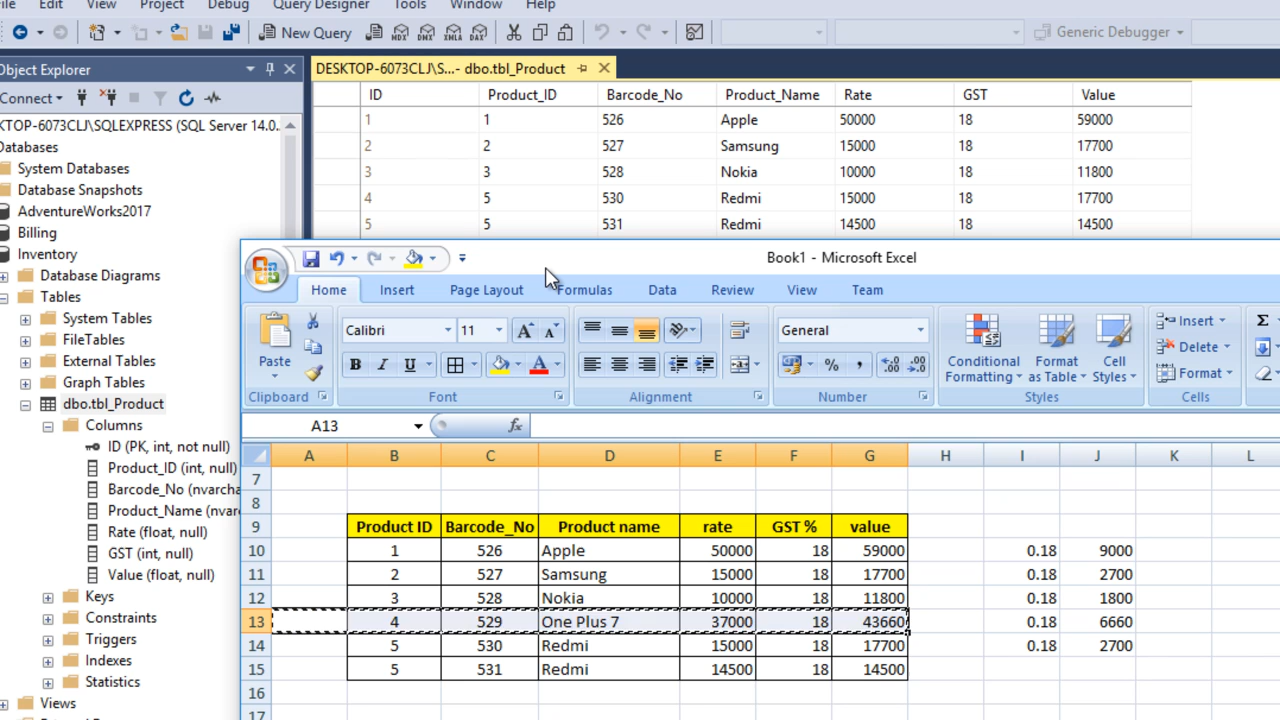 File Edit View Project Debug Query Designer Tools Window Help
New Query MDX DMX XMLA DAX Generic Debugger
Object Explorer
DESKTOP-6073CLJ\S...- dbo.tbl_Product
Connect
KTOP-6073CLJ\SQLEXPRESS (SQL Server 14.0...
Databases
System Databases
Database Snapshots
AdventureWorks2017
Billing
Inventory
Database Diagrams
Tables
System Tables
FileTables
External Tables
Graph Tables
dbo.tbl_Product
Columns
ID (PK, int, not null)
Product_ID (int, null)
Barcode_No (nvarcha
Product_Name (nvar
Rate (float, null)
GST (int, null)
Value (float, null)
Keys
Constraints
Triggers
Indexes
Statistics
Views
ID Product_ID Barcode_No Product_Name Rate GST Value
1 1 526 Apple 50000 18 59000
2 2 527 Samsung 15000 18 17700
3 3 528 Nokia 10000 18 11800
4 5 530 Redmi 15000 18 17700
5 5 531 Redmi 14500 18 14500
Book1 - Microsoft Excel
Home Insert Page Layout Formulas Data Review View Team
Paste
Calibri 11
General
B I U
Conditional Formatting
Format as Table
Cell Styles
Insert
Delete
Format
Clipboard Font Alignment Number Styles Cells
A13 fx
A B C D E F G H I J K L
7
8
9 Product ID Barcode_No Product name rate GST % value
10 1 526 Apple 50000 18 59000 0.18 9000
11 2 527 Samsung 15000 18 17700 0.18 2700
12 3 528 Nokia 10000 18 11800 0.18 1800
13 4 529 One Plus 7 37000 18 43660 0.18 6660
14 5 530 Redmi 15000 18 17700 0.18 2700
15 5 531 Redmi 14500 18 14500
16
17